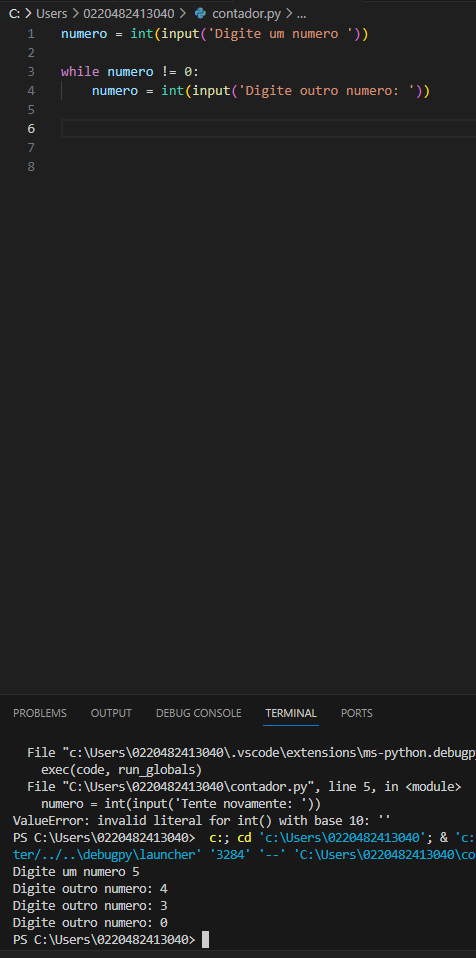 C: > Users > 0220482413040 > contador.py > ...
1 numero = int(input('Digite um numero '))
2
3 while numero != 0:
4     numero = int(input('Digite outro numero: '))
5
6
7
8
PROBLEMS OUTPUT DEBUG CONSOLE TERMINAL PORTS
  File "c:\Users\0220482413040\.vscode\extensions\ms-python.debugpy
    exec(code, run_globals)
  File "C:\Users\0220482413040\contador.py", line 5, in <module>
    numero = int(input('Tente novamente: '))
ValueError: invalid literal for int() with base 10: ''
PS C:\Users\0220482413040>  c:; cd 'c:\Users\0220482413040'; & 'c:
ter/../..\debugpy\launcher' '3284' '--' 'C:\Users\0220482413040\co
Digite um numero 5
Digite outro numero: 4
Digite outro numero: 3
Digite outro numero: 0
PS C:\Users\0220482413040>